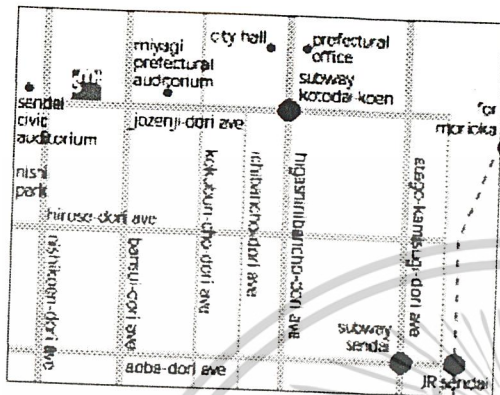 city hall
prefectural
office
miyagi
prefectural
auditorium
subway
kotodai-koen
sendai
civic
auditorium
jozenji-dori ave
for
morioka
nishi
park
hirose-dori ave
nishikoen-dori ave
bansui-dori ave
kokubun-cho-dori ave
ichibancho-dori ave
higashiibancho-dori ave
atago-kamisugi-dori ave
subway
sendai
aoba-dori ave
JR sendai